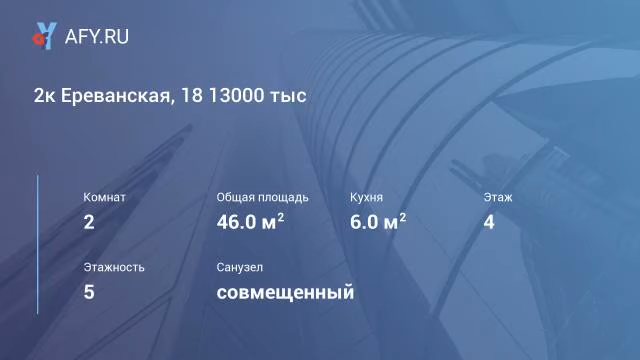 AFY.RU
2к Ереванская, 18 13000 тыс
Комнат Общая площадь Кухня Этаж
2 46.0 м² 6.0 м² 4
Этажность Санузел
5 совмещенный